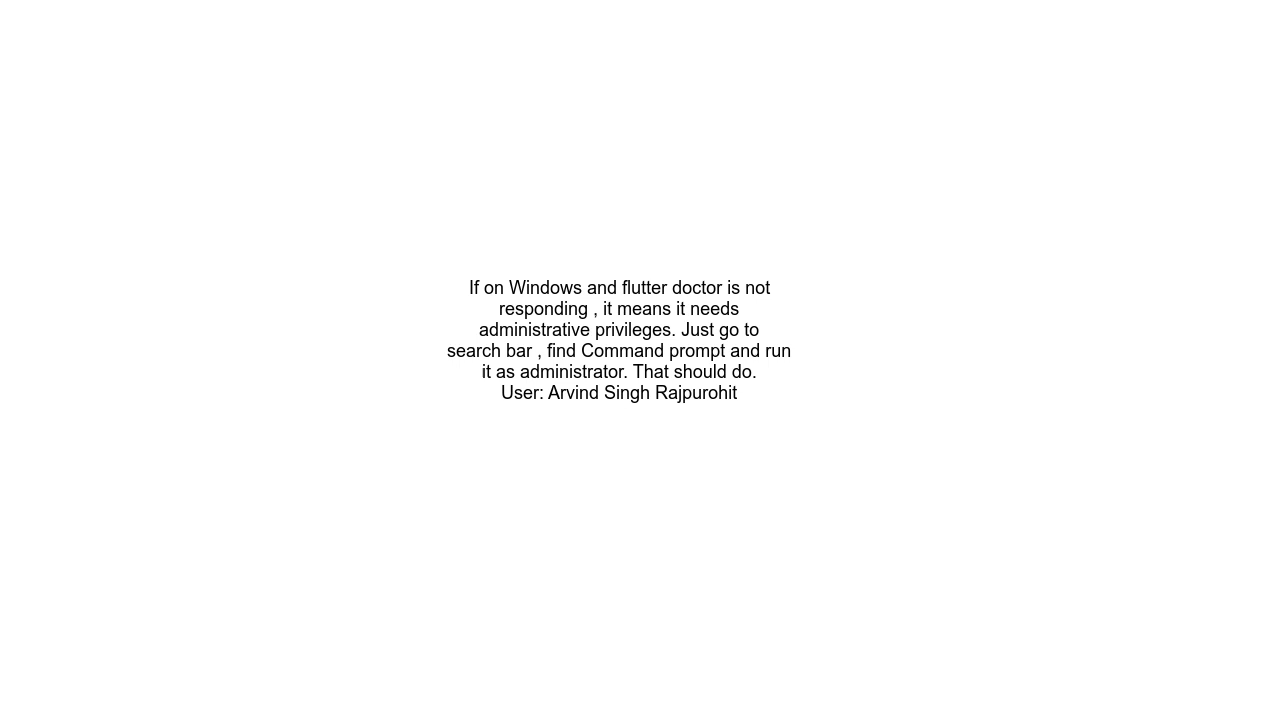 If on Windows and flutter doctor is not
responding , it means it needs
administrative privileges. Just go to
search bar , find Command prompt and run
it as administrator. That should do.
User: Arvind Singh Rajpurohit